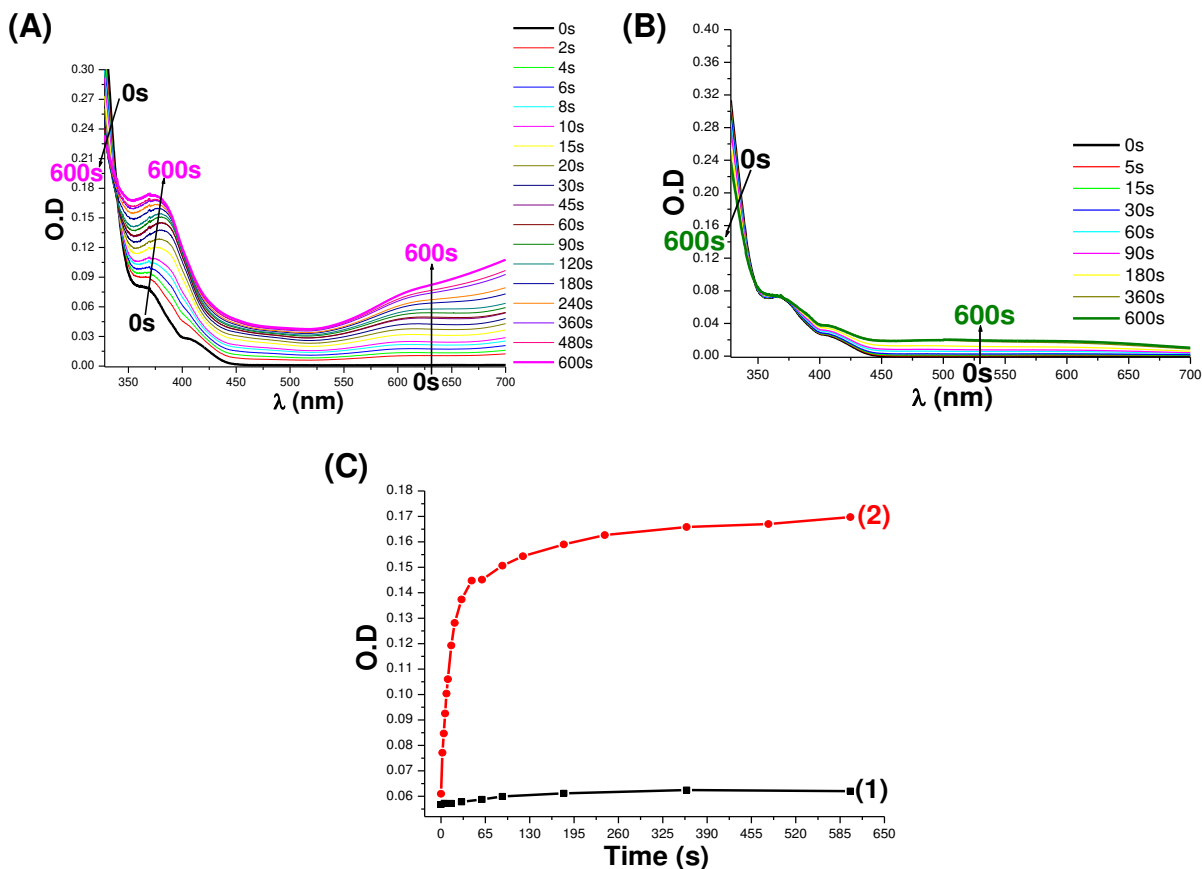 (A)
O.D
0.30
0.27
0.24
0.21
0.18
0.15
0.12
0.09
0.06
0.03
0.00
0s
600s
600s
0s
600s
0s
350 375 400 425 450 475 500 525 550 575 600 625 650 675 700
λ (nm)
0s
2s
4s
6s
8s
10s
15s
20s
30s
45s
60s
90s
120s
180s
240s
360s
480s
600s
(B)
O.D
0.40
0.36
0.32
0.28
0.24
0.20
0.16
0.12
0.08
0.04
0.00
0s
600s
600s
0s
350 400 450 500 550 600 650 700
λ (nm)
0s
5s
15s
30s
60s
90s
180s
360s
600s
(C)
O.D
0.18
0.17
0.16
0.15
0.14
0.13
0.12
0.11
0.10
0.09
0.08
0.07
0.06
(2)
(1)
0 65 130 195 260 325 390 455 520 585 650
Time (s)